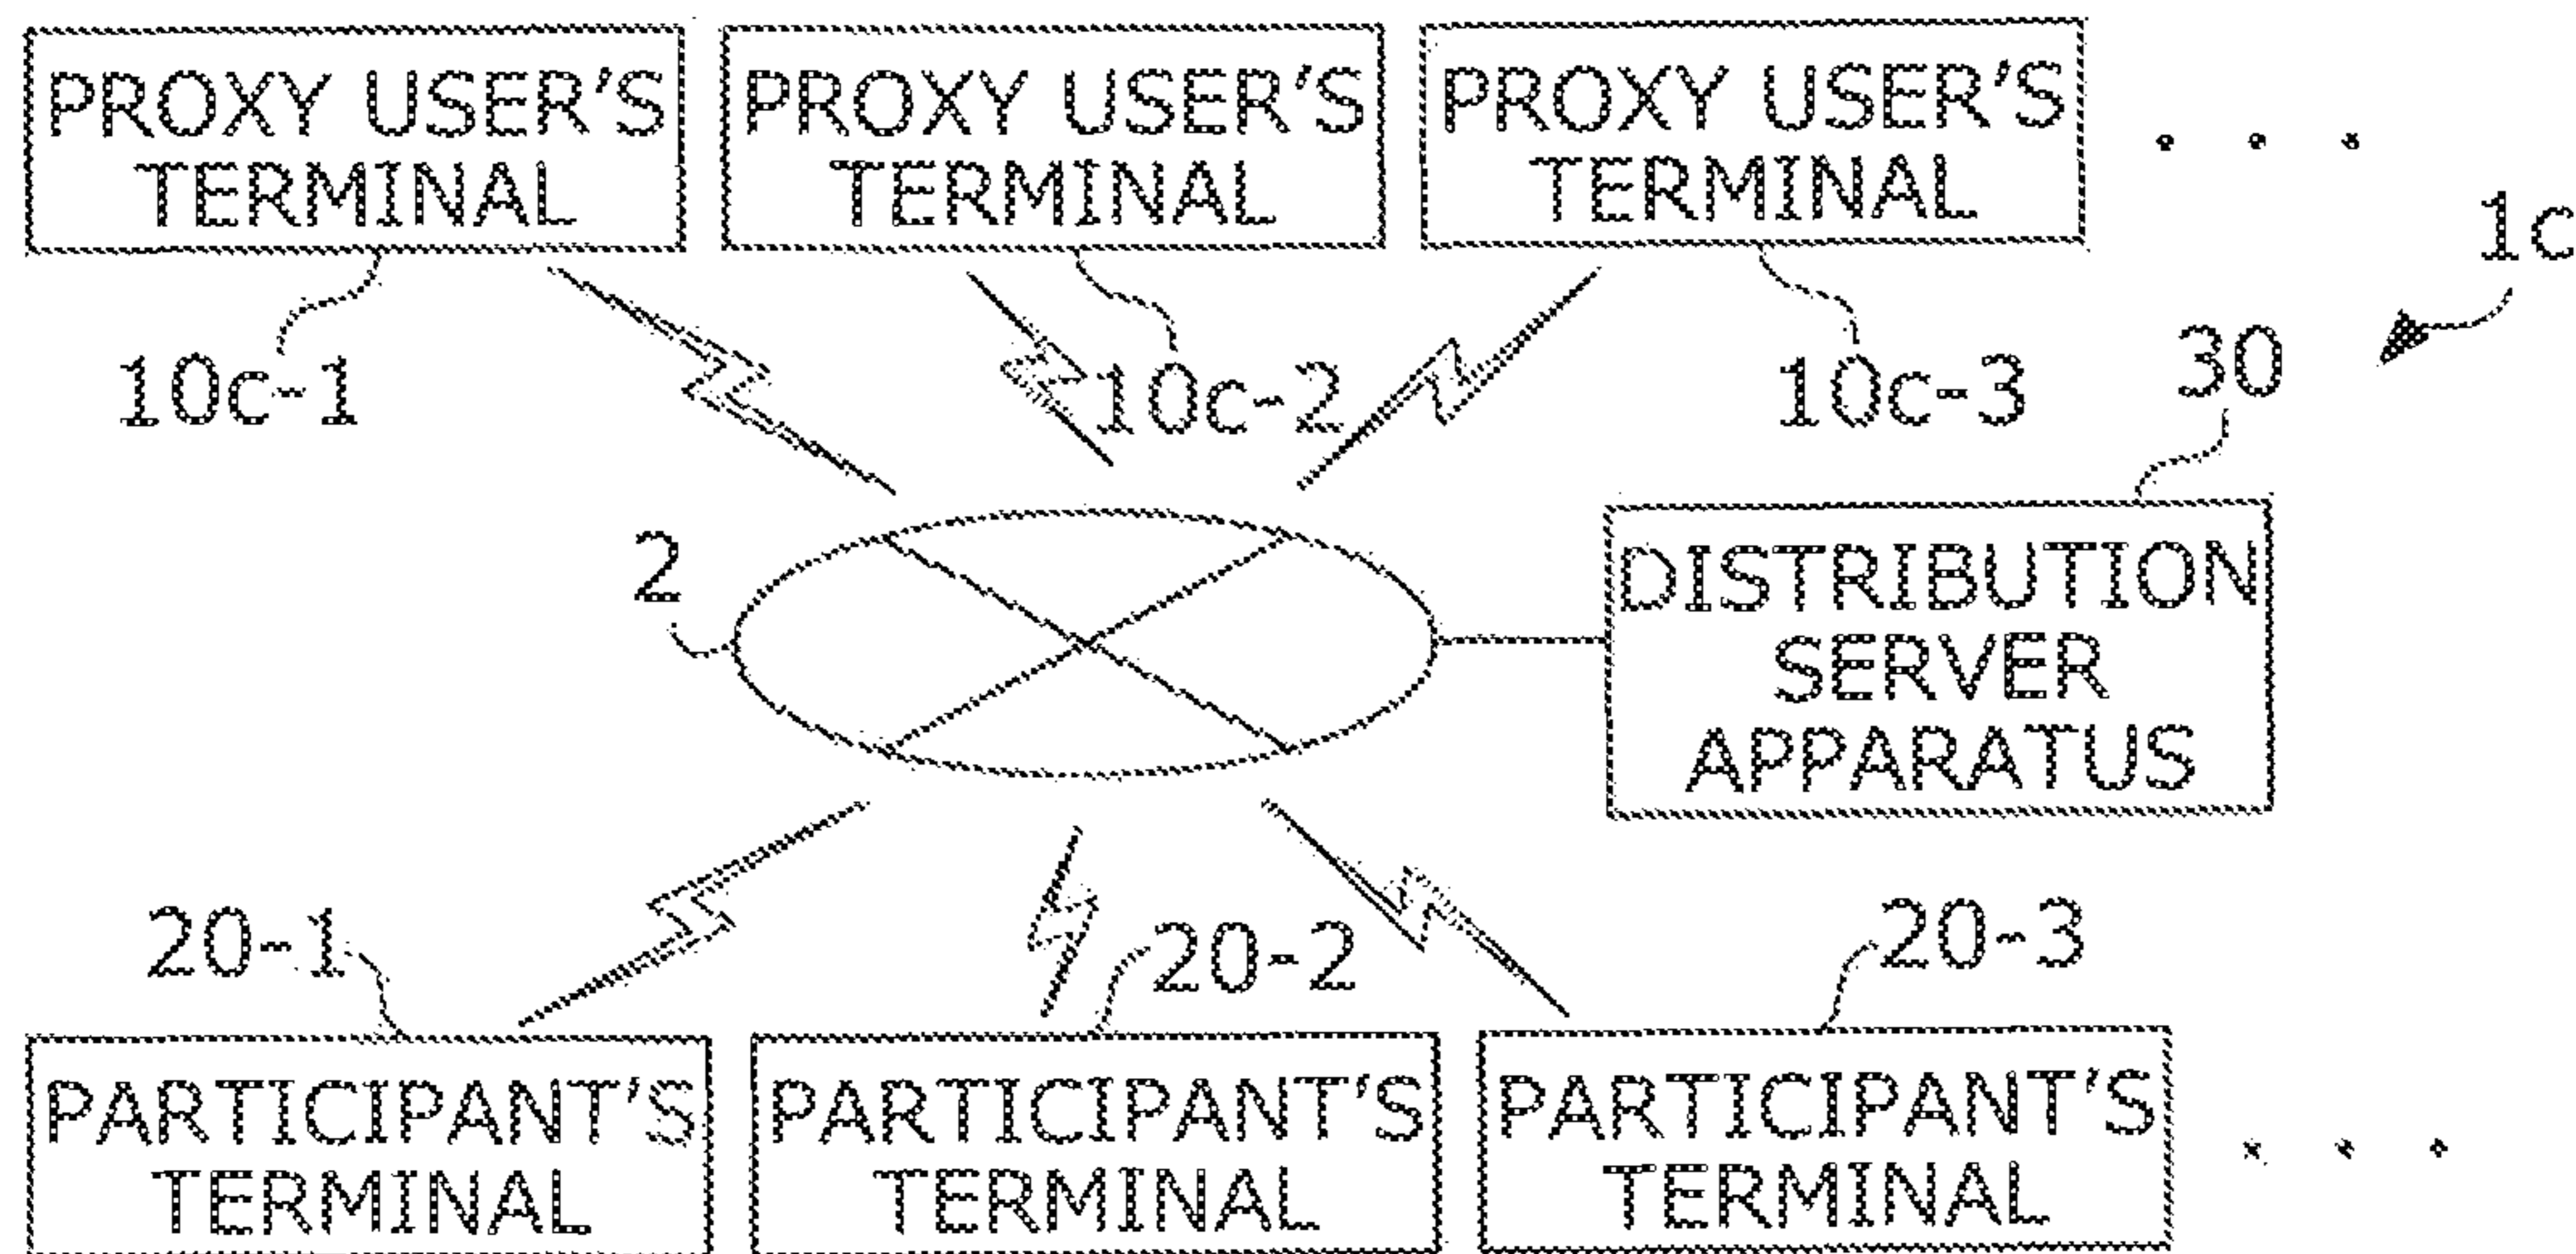 PROXY USER'S
TERMINAL
PROXY USER'S
TERMINAL
PROXY USER'S
TERMINAL
. . .
1c
10c-1
10c-2
10c-3
30
2
DISTRIBUTION
SERVER
APPARATUS
20-1
20-2
20-3
PARTICIPANT'S
TERMINAL
PARTICIPANT'S
TERMINAL
PARTICIPANT'S
TERMINAL
. . .